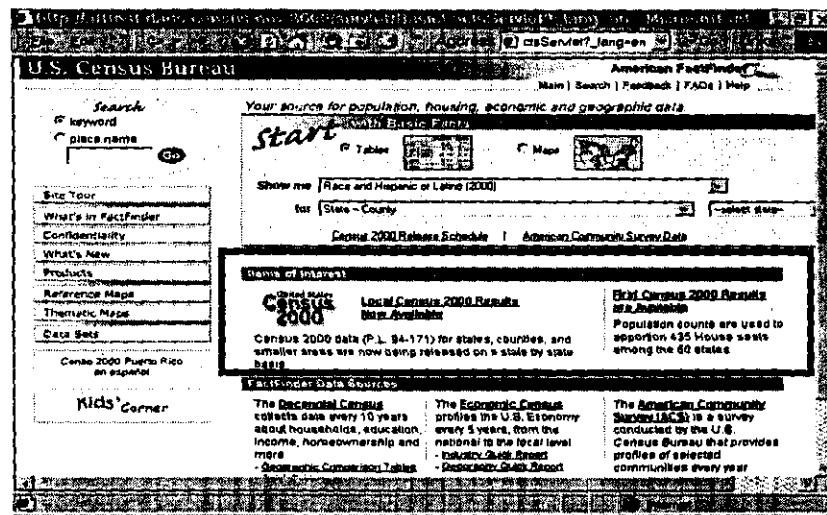 U.S. Census Bureau
American FactFinder
Main | Search | Feedback | FAQs | Help
Search
keyword
place name
Go
Your source for population, housing, economic and geographic data
Start with Basic Facts
Tables
Maps
Show me Race and Hispanic or Latino (2000)
for State - County
--select state--
Census 2000 Release Schedule | American Community Survey Data
Site Tour
What's in FactFinder
Confidentiality
What's New
Products
Reference Maps
Thematic Maps
Data Sets
Censo 2000 Puerto Rico
en español
Kids' Corner
Items of Interest
United States
Census
2000
Local Census 2000 Results
Now Available
Census 2000 data (P.L. 94-171) for states, counties, and
smaller areas are now being released on a state by state
basis
First Census 2000 Results
are Available
Population counts are used to
apportion 435 House seats
among the 50 states
FactFinder Data Sources
The Decennial Census
collects data every 10 years
about households, education,
income, homeownership and
more
- Geographic Comparison Tables
The Economic Census
profiles the U.S. Economy
every 5 years, from the
national to the local level
- Industry Quick Report
- Geography Quick Report
The American Community
Survey (ACS) is a survey
conducted by the U.S.
Census Bureau that provides
profiles of selected
communities every year